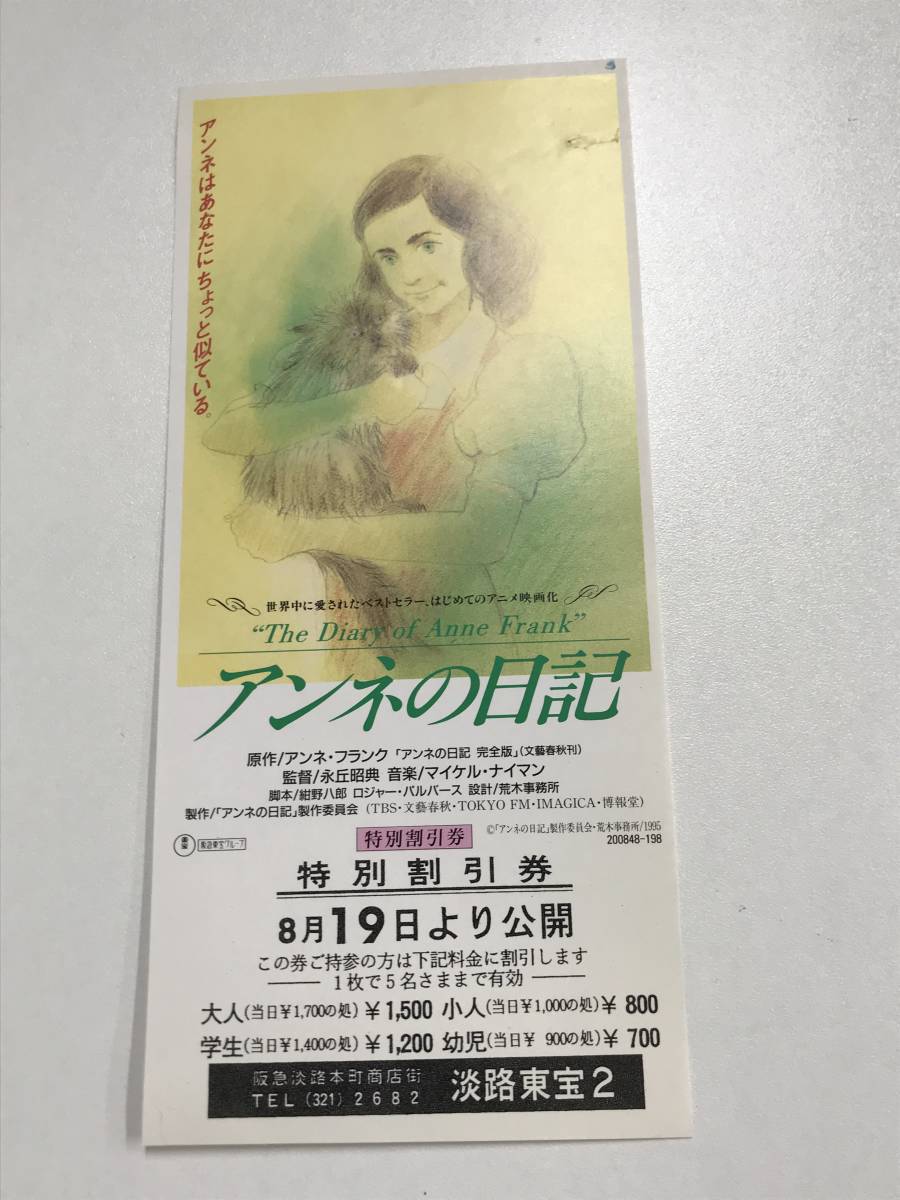 アンネはあなたにちょっと似ている。
世界中に愛されたベストセラー、はじめてのアニメ映画化
“The Diary of Anne Frank”
アンネの日記
原作/アンネ・フランク「アンネの日記 完全版」(文藝春秋刊)
監督/永丘昭典 音楽/マイケル・ナイマン
脚本/紺野八郎 ロジャー・パルバース 設計/荒木事務所
製作/「アンネの日記」製作委員会 (TBS・文藝春秋・TOKYO FM・IMAGICA・博報堂)
©「アンネの日記」製作委員会・荒木事務所/1995
200848-198
特別割引券
東宝 阪急東宝グループ
特別割引券
8月19日より公開
この券ご持参の方は下記料金に割引します
1枚で5名さままで有効
大人(当日¥1,700の処)¥1,500 小人(当日¥1,000の処)¥800
学生(当日¥1,400の処)¥1,200 幼児(当日¥ 900の処)¥700
阪急淡路本町商店街
TEL (321) 2682
淡路東宝2